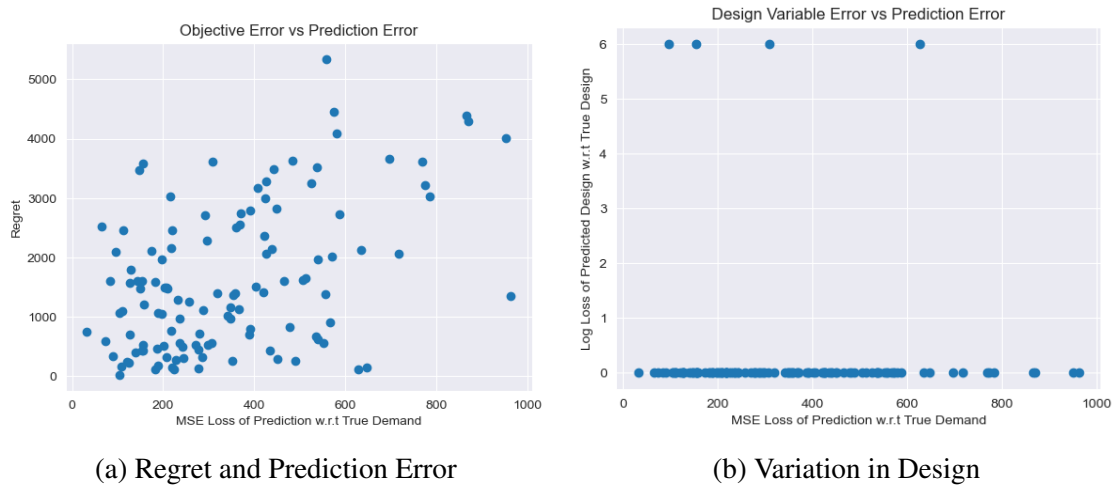 Objective Error vs Prediction Error
5000
4000
3000
2000
1000
0
Regret
0 200 400 600 800 1000
MSE Loss of Prediction w.r.t True Demand
(a) Regret and Prediction Error
Design Variable Error vs Prediction Error
6
5
4
3
2
1
0
Log Loss of Predicted Design w.r.t True Design
0 200 400 600 800 1000
MSE Loss of Prediction w.r.t True Demand
(b) Variation in Design